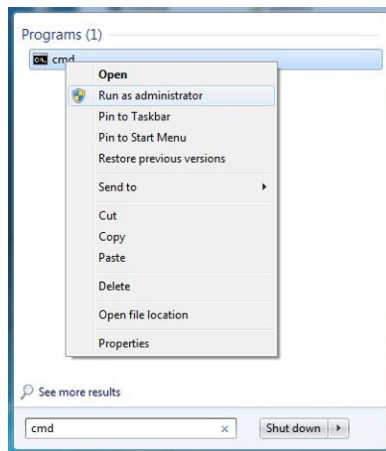 Programs (1)
cmd
Open
Run as administrator
Pin to Taskbar
Pin to Start Menu
Restore previous versions
Send to
Cut
Copy
Paste
Delete
Open file location
Properties
See more results
cmd
Shut down